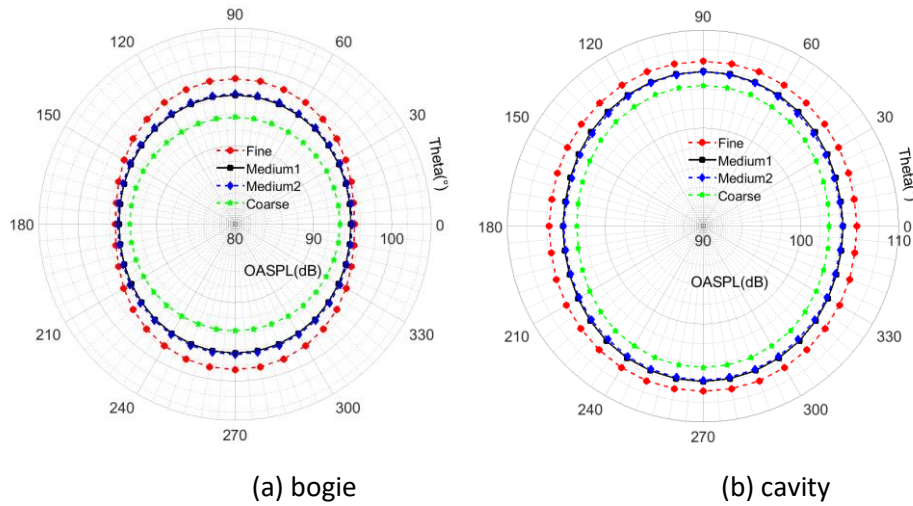 90
120
60
150
30
Fine
Medium1
Medium2
Coarse
Theta(°)
180
80
90
100
0
OASPL(dB)
210
330
240
300
270
(a) bogie
90
120
60
150
30
Fine
Medium1
Medium2
Coarse
Theta(°)
180
90
100
0
110
OASPL(dB)
210
330
240
300
270
(b) cavity